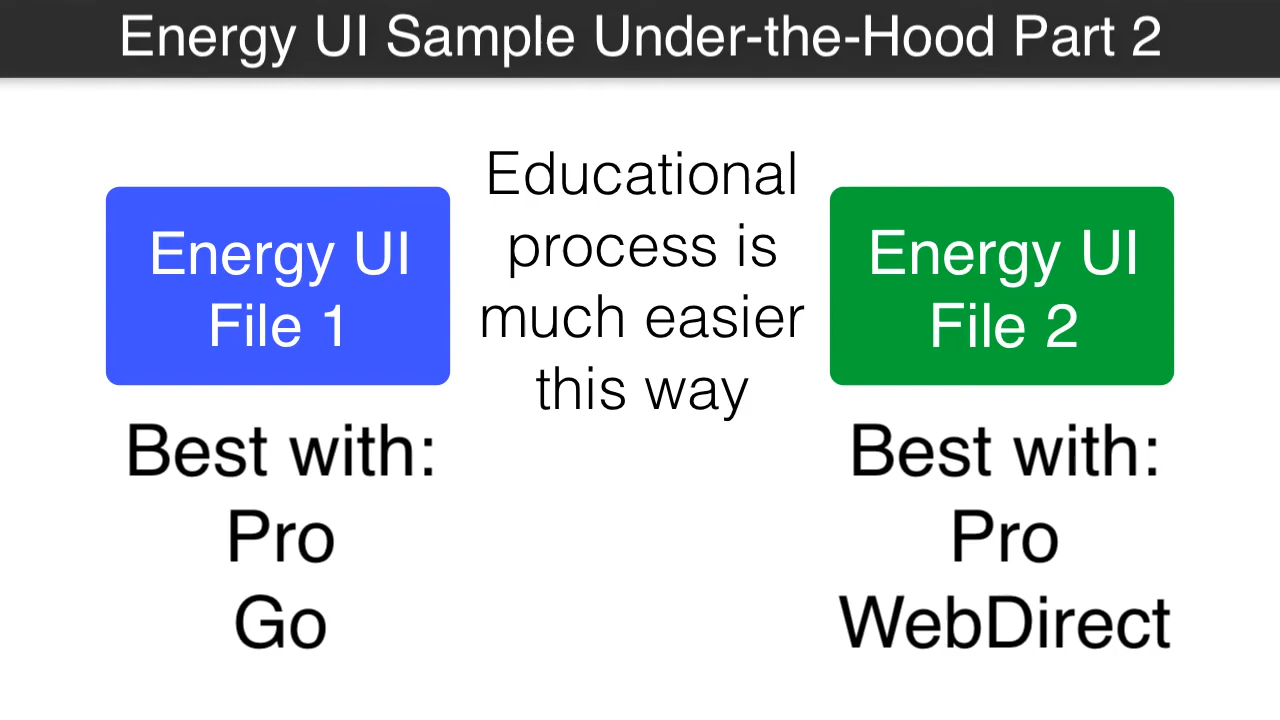 Energy UI Sample Under-the-Hood Part 2
Energy UI
File 1
Best with:
Pro
Go
Educational
process is
much easier
this way
Energy UI
File 2
Best with:
Pro
WebDirect